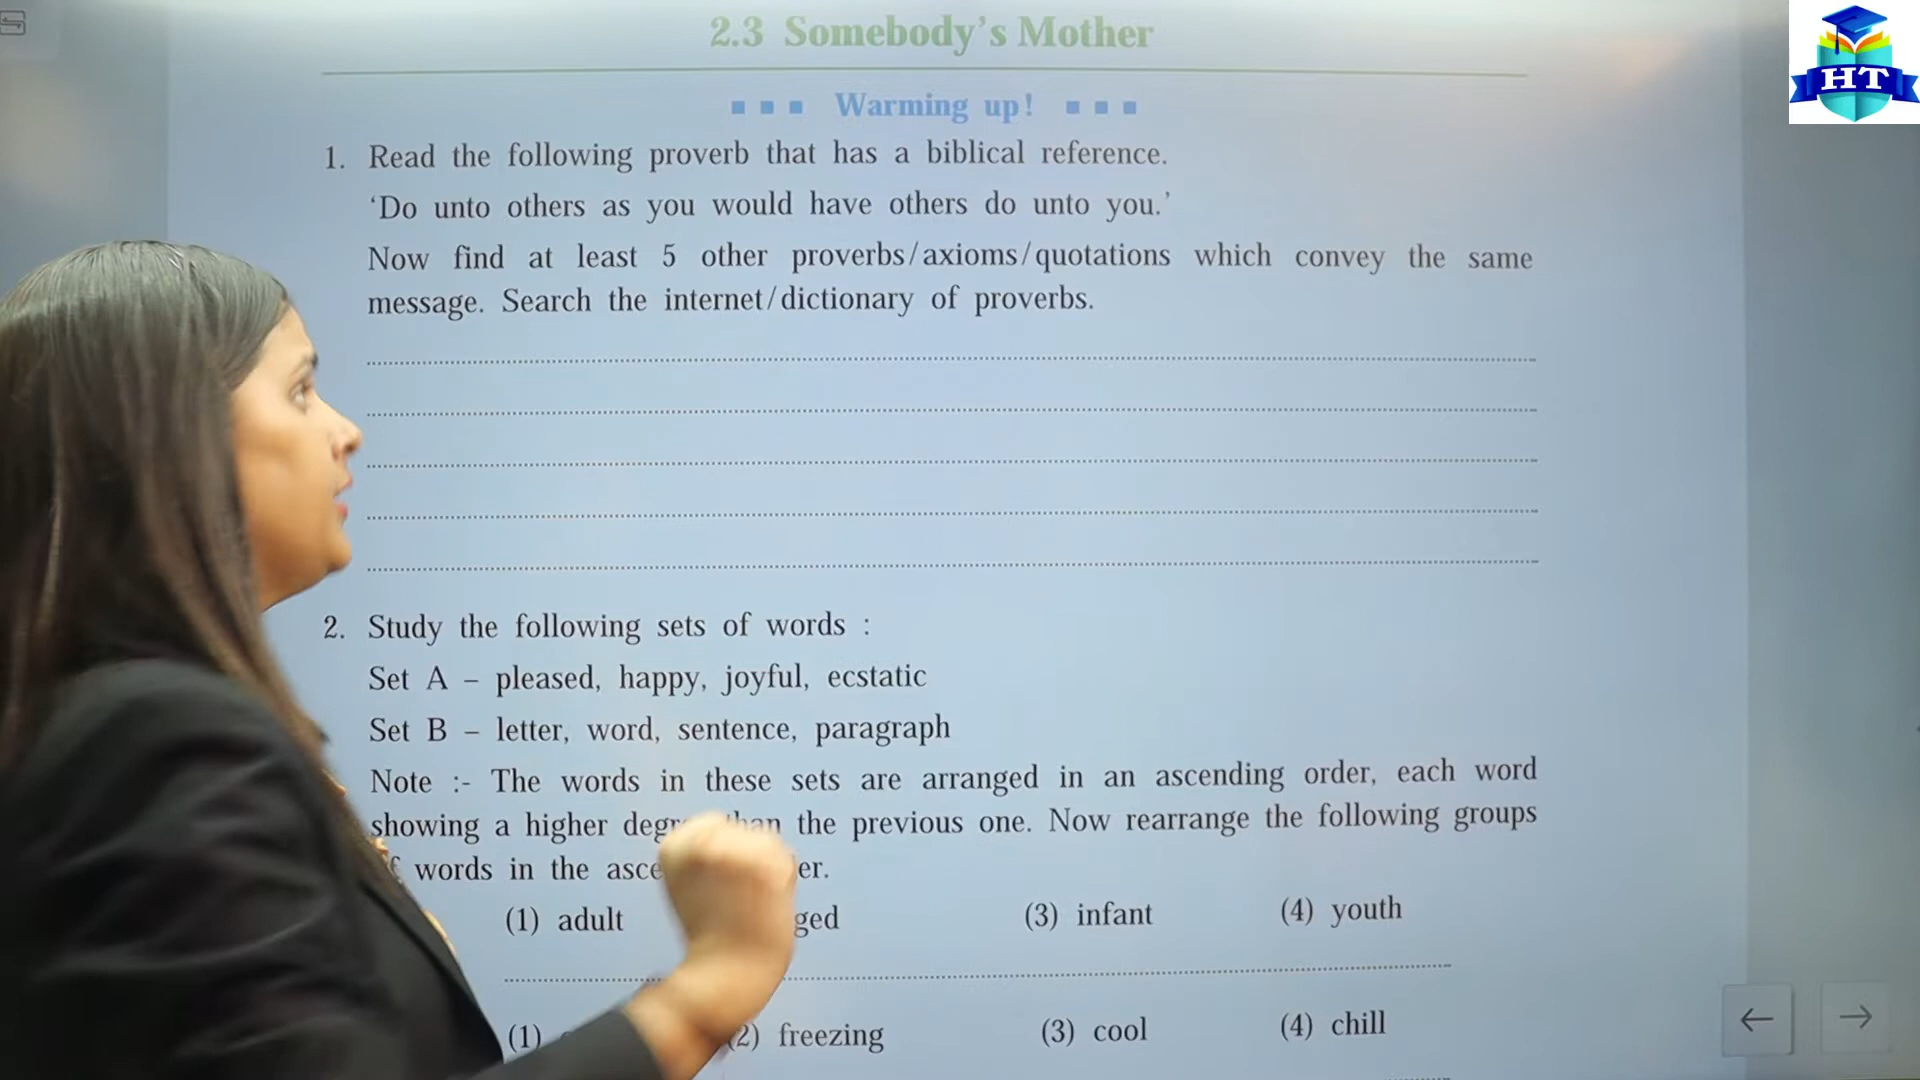 2.3 Somebody's Mother
HT
Warming up!
1. Read the following proverb that has a biblical reference.
'Do unto others as you would have others do unto you.'
Now find at least 5 other proverbs/axioms/quotations which convey the same
message. Search the internet/dictionary of proverbs.
2. Study the following sets of words :
Set A – pleased, happy, joyful, ecstatic
Set B – letter, word, sentence, paragraph
Note :- The words in these sets are arranged in an ascending order, each word
showing a higher than the previous one. Now rearrange the following groups
words in the
(1) adult (3) infant (4) youth
(1) (2) freezing (3) cool (4) chill